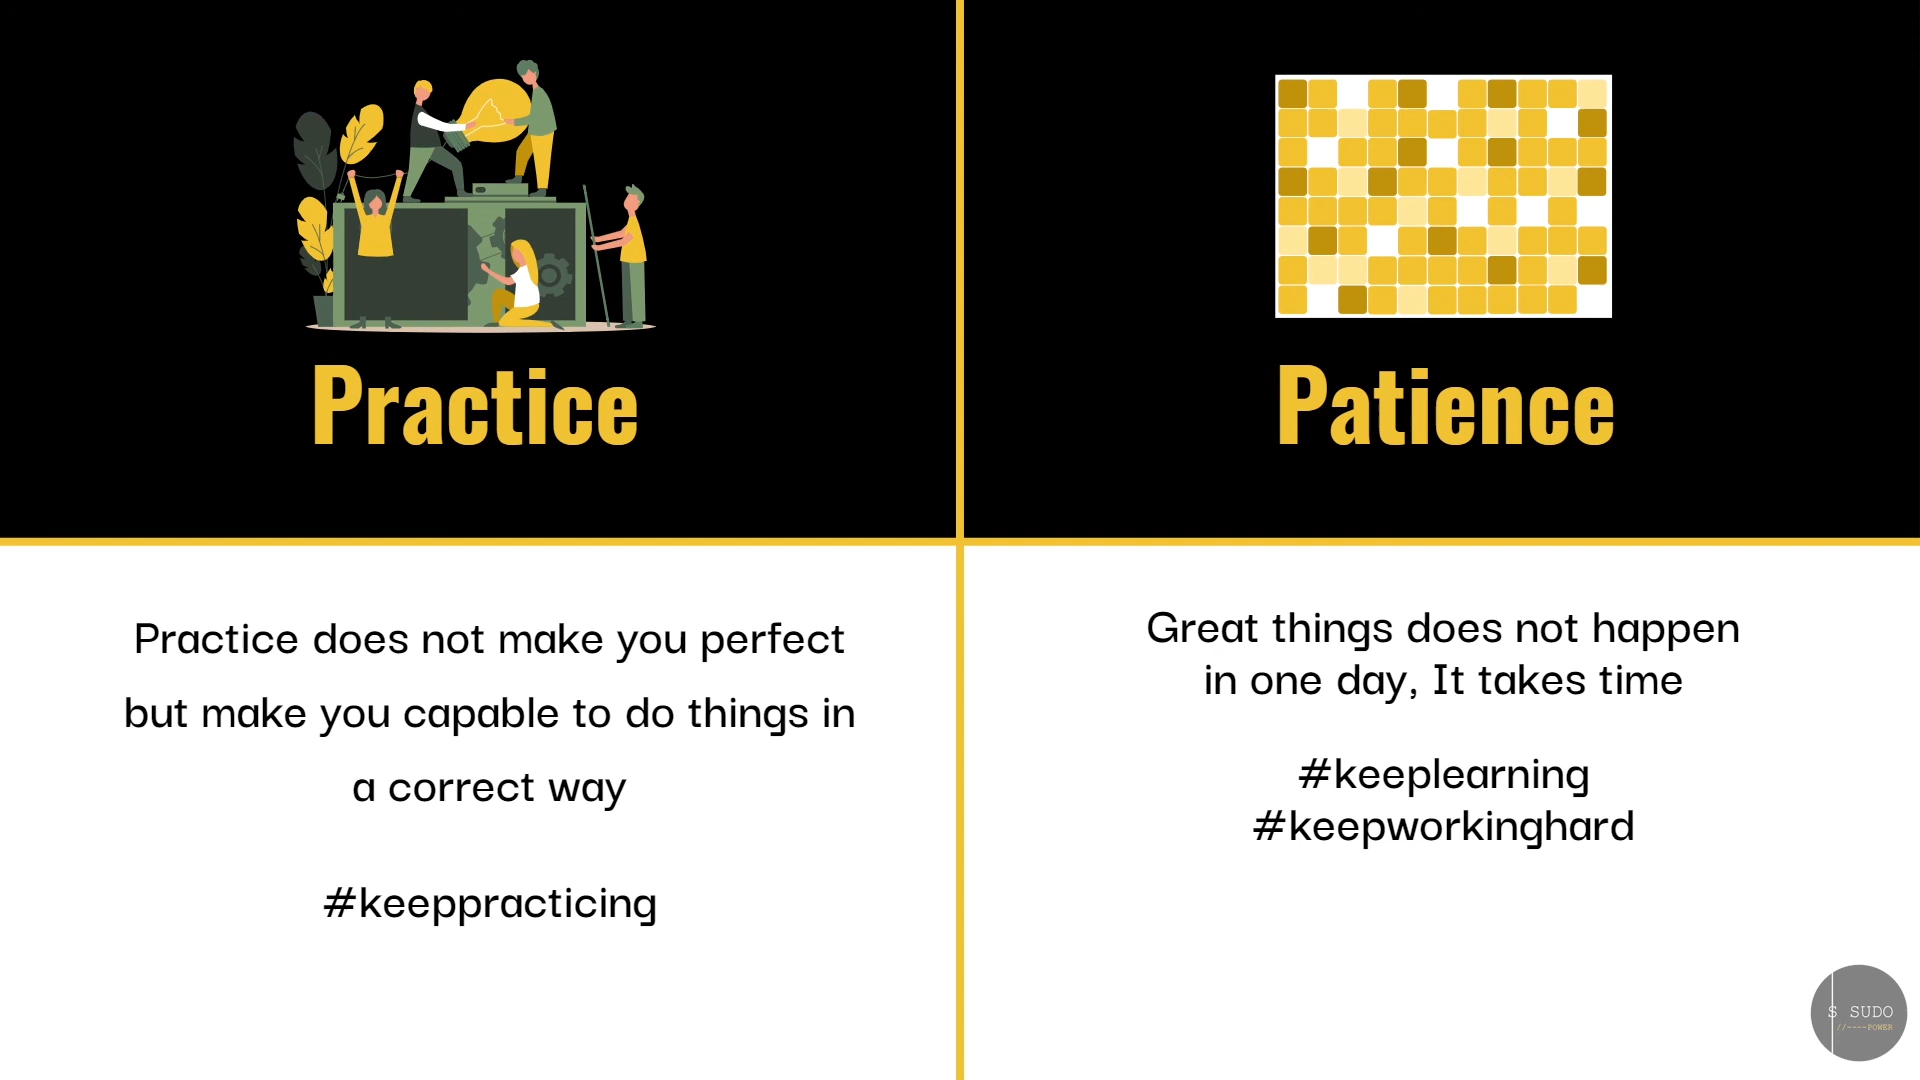 Practice
Practice does not make you perfect
but make you capable to do things in
a correct way
#keeppracticing
Patience
Great things does not happen
in one day, It takes time
#keeplearning
#keepworkinghard
S SUDO
//----POWER